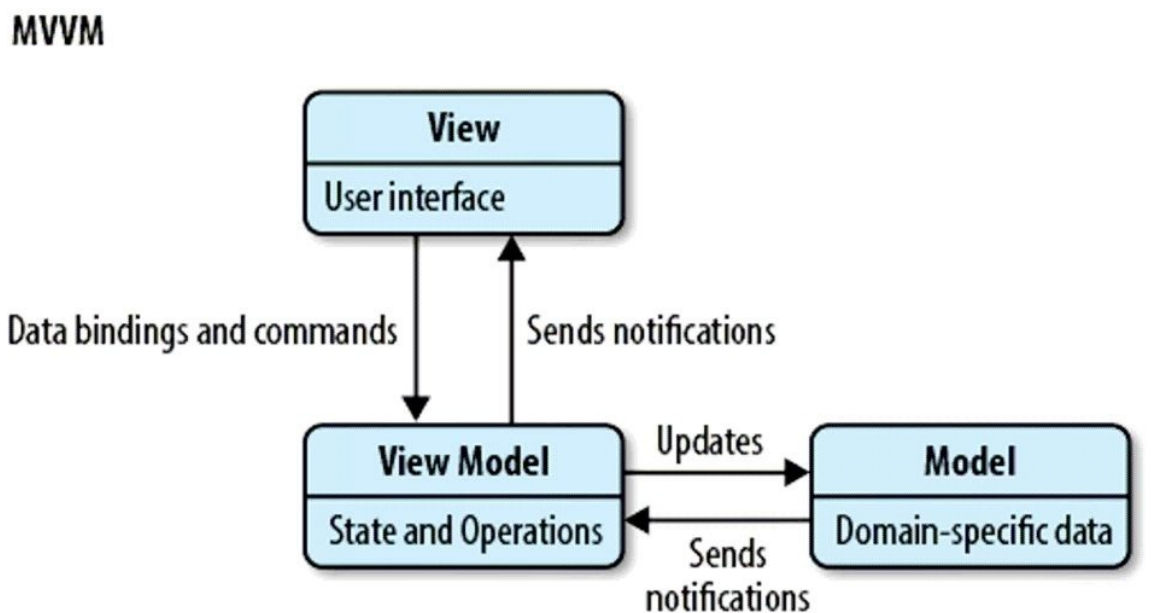 MVVM
View
User interface
Data bindings and commands
Sends notifications
View Model
State and Operations
Updates
Sends
notifications
Model
Domain-specific data